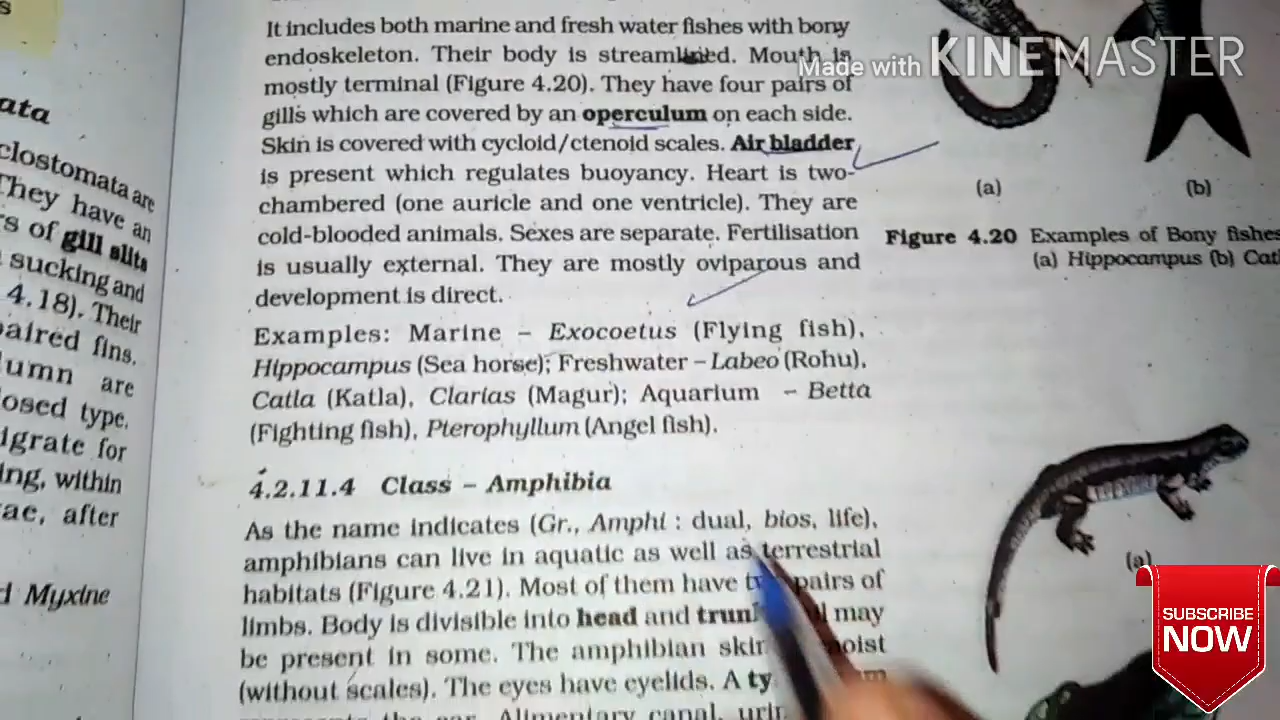 ata
clostomata are
They have an
rs of gill slits
sucking and
4.18). Their
paired fins.
umn are
losed type.
igrate for
ing, within
ae, after
d Myxine
It includes both marine and fresh water fishes with bony
endoskeleton. Their body is streamlined. Mouth is
mostly terminal (Figure 4.20). They have four pairs of
gills which are covered by an operculum on each side.
Skin is covered with cycloid/ctenoid scales. Air bladder
is present which regulates buoyancy. Heart is two-
chambered (one auricle and one ventricle). They are
cold-blooded animals. Sexes are separate. Fertilisation
is usually external. They are mostly oviparous and
development is direct.
Examples: Marine – Exocoetus (Flying fish),
Hippocampus (Sea horse); Freshwater – Labeo (Rohu),
Catla (Katla), Clarias (Magur); Aquarium – Betta
(Fighting fish), Pterophyllum (Angel fish).
4.2.11.4 Class – Amphibia
As the name indicates (Gr., Amphi : dual, bios, life),
amphibians can live in aquatic as well as terrestrial
habitats (Figure 4.21). Most of them have pairs of
limbs. Body is divisible into head and trun may
be present in some. The amphibian skin moist
(without scales). The eyes have eyelids. A ty
the ear. Alimentary canal, urin
Made with KINEMASTER
(a) (b)
Figure 4.20 Examples of Bony fishes
(a) Hippocampus (b) Catl
(a)
SUBSCRIBE
NOW